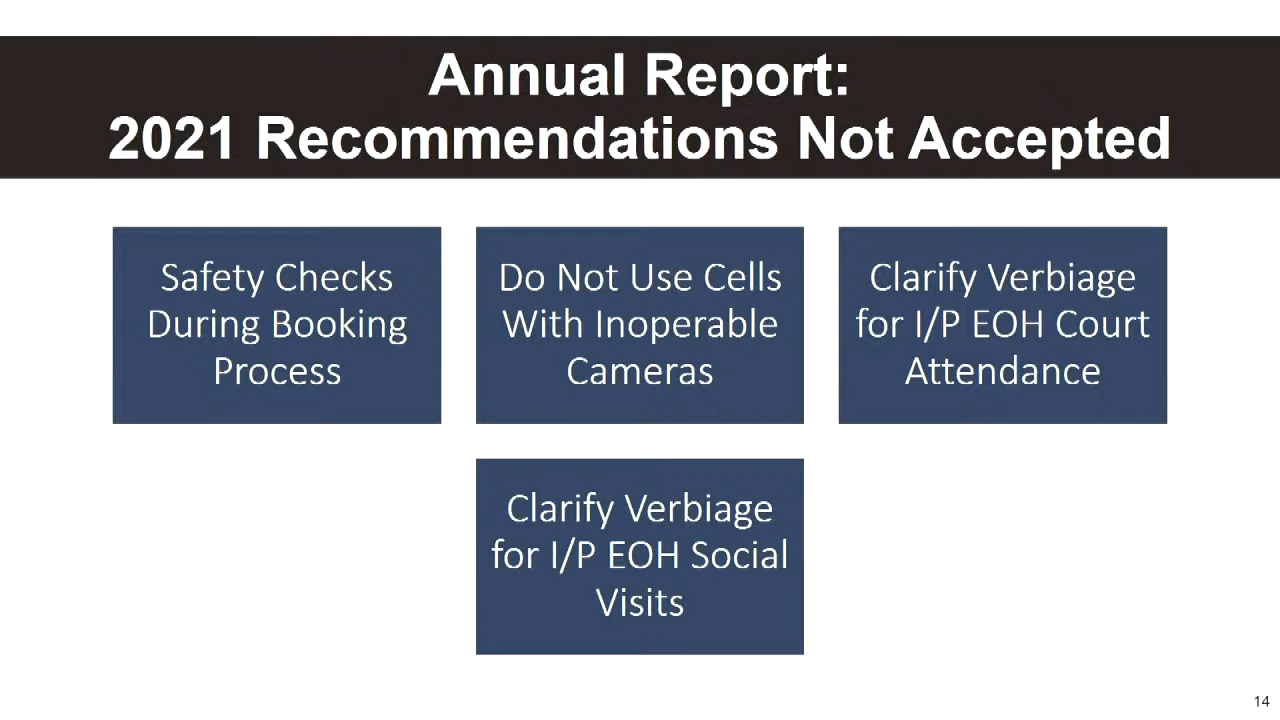 Annual Report:
2021 Recommendations Not Accepted
Safety Checks
During Booking
Process
Do Not Use Cells
With Inoperable
Cameras
Clarify Verbiage
for I/P EOH Court
Attendance
Clarify Verbiage
for I/P EOH Social
Visits
14